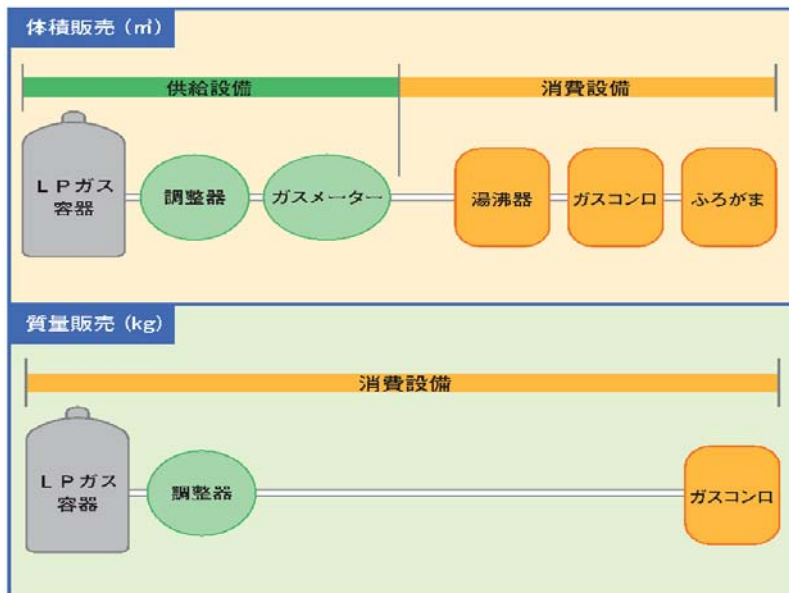 体積販売（㎥）
供給設備
消費設備
ＬＰガス
容器
調整器
ガスメーター
湯沸器
ガスコンロ
ふろがま
質量販売（kg）
消費設備
ＬＰガス
容器
調整器
ガスコンロ